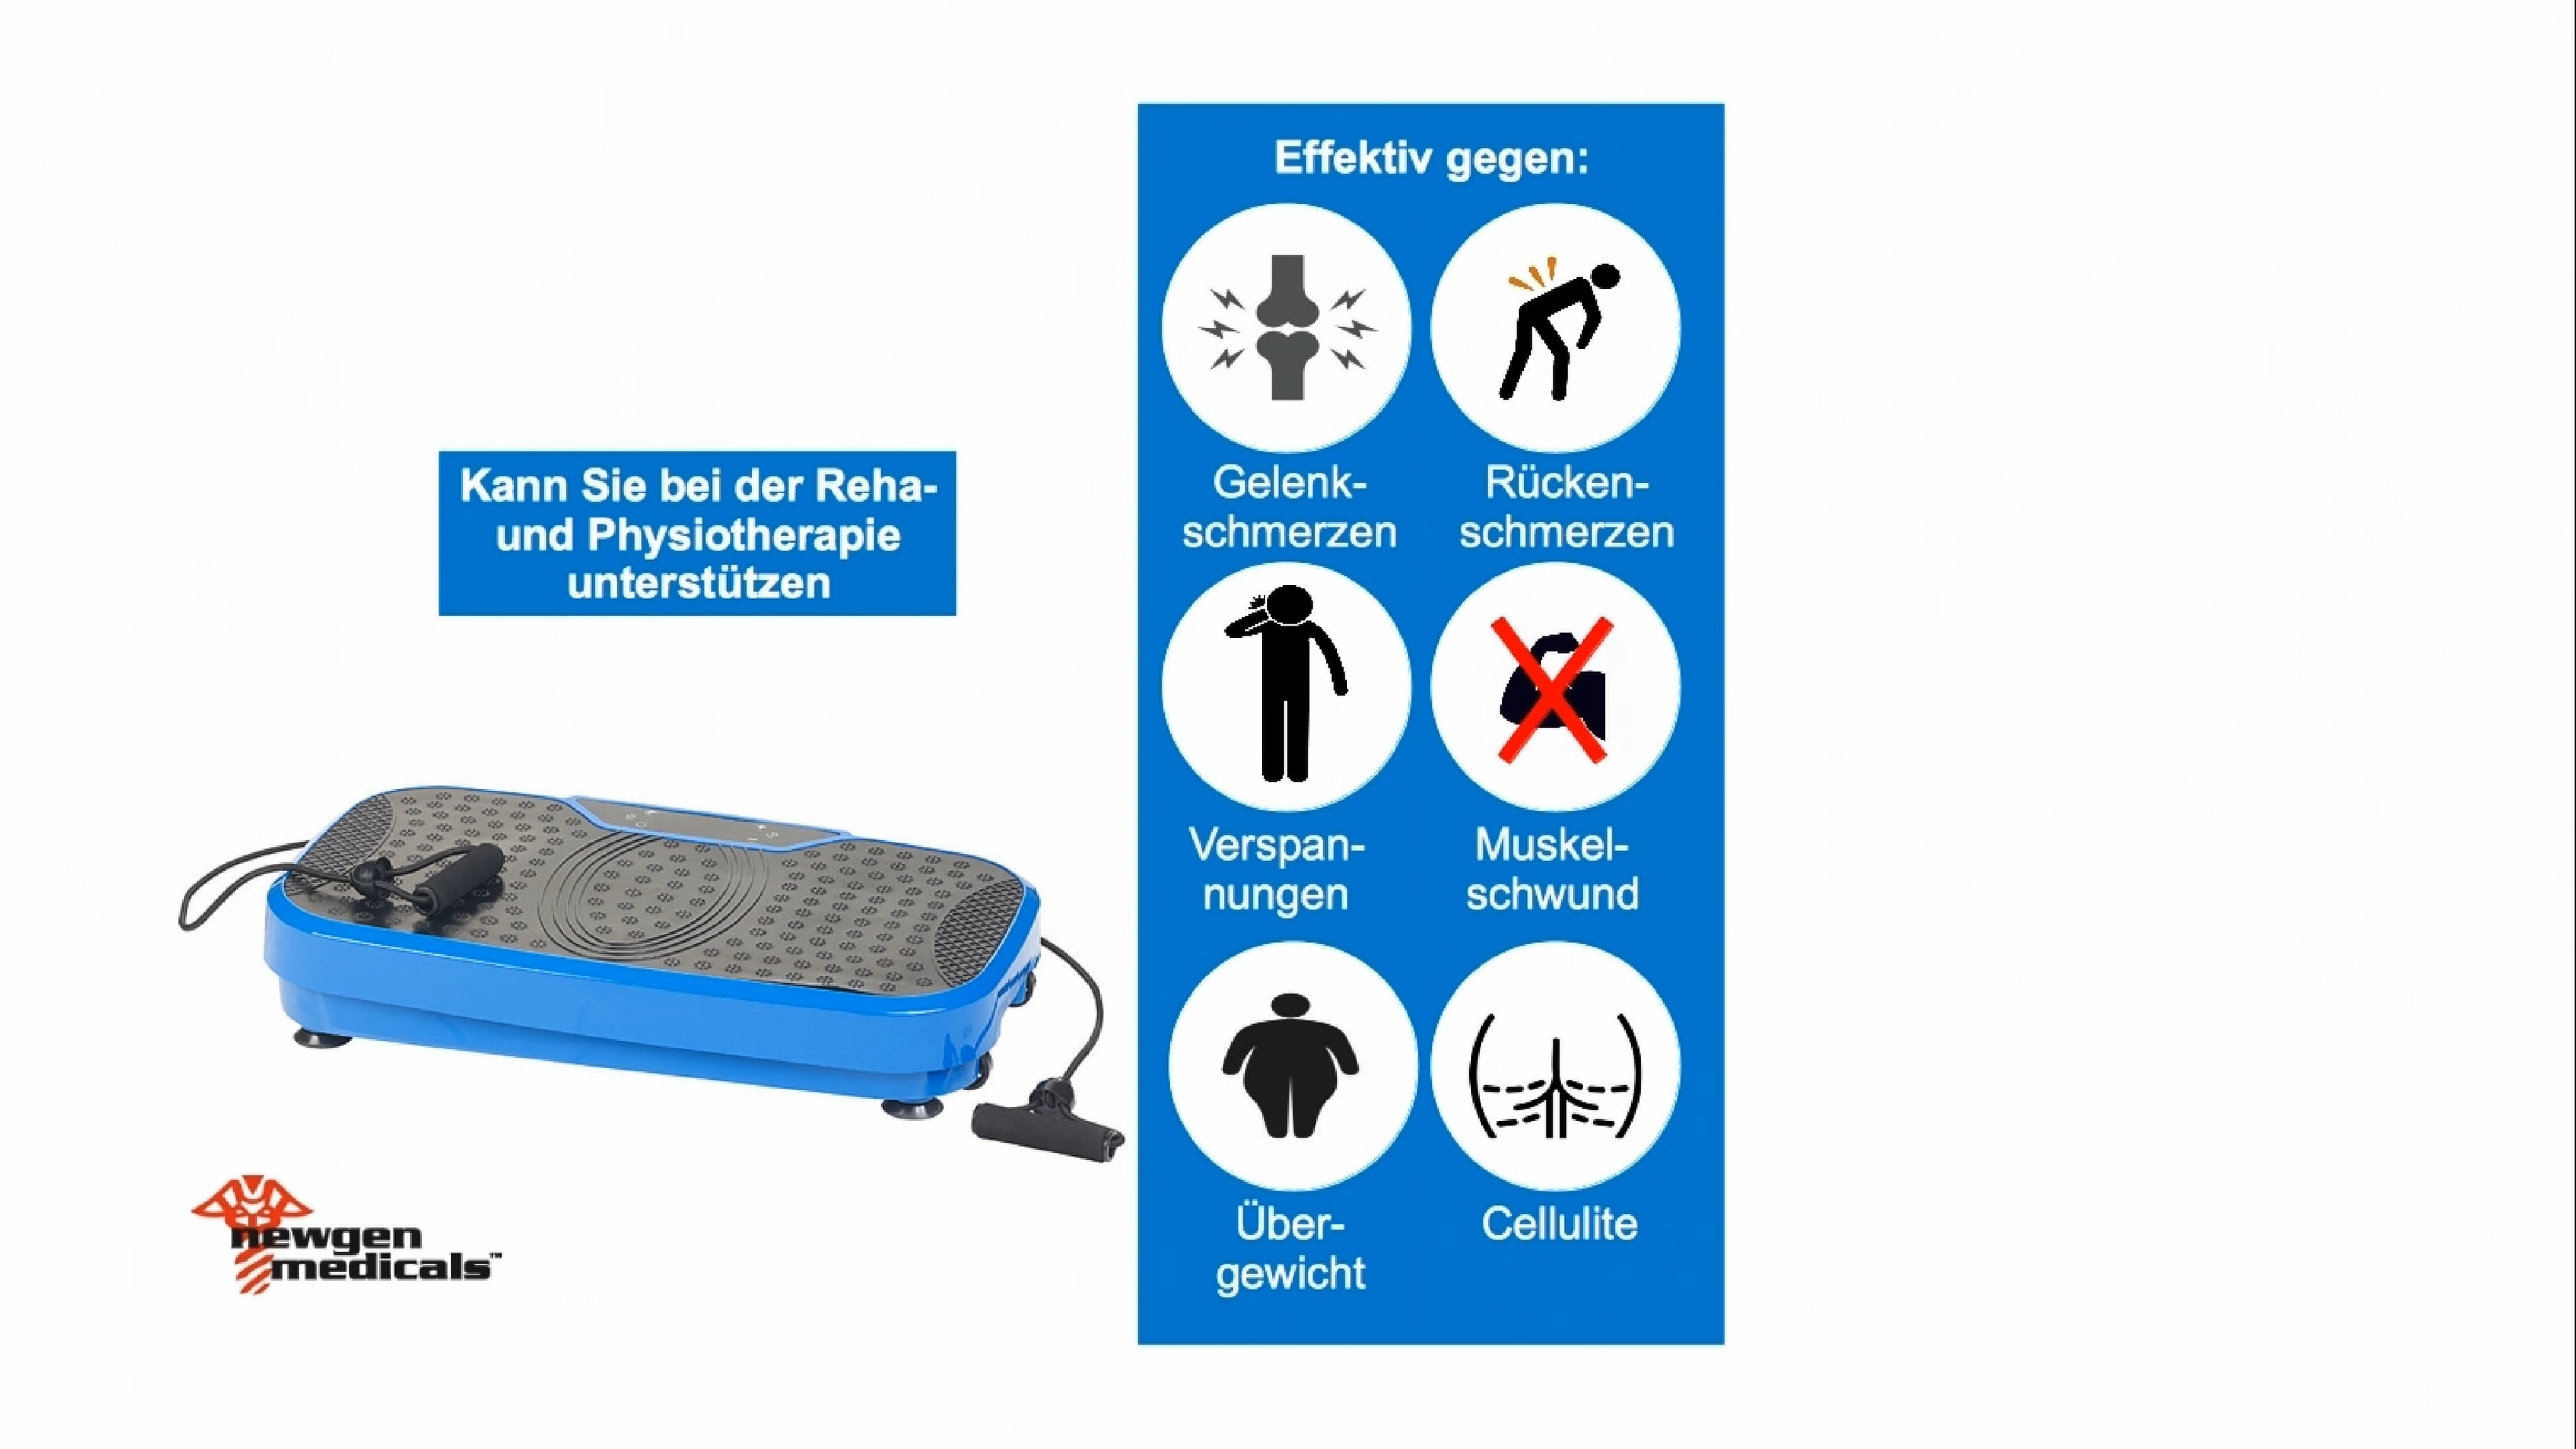 Kann Sie bei der Reha-
und Physiotherapie
unterstützen
newgen
medicals™
Effektiv gegen:
Gelenk-
schmerzen
Rücken-
schmerzen
Verspan-
nungen
Muskel-
schwund
Über-
gewicht
Cellulite